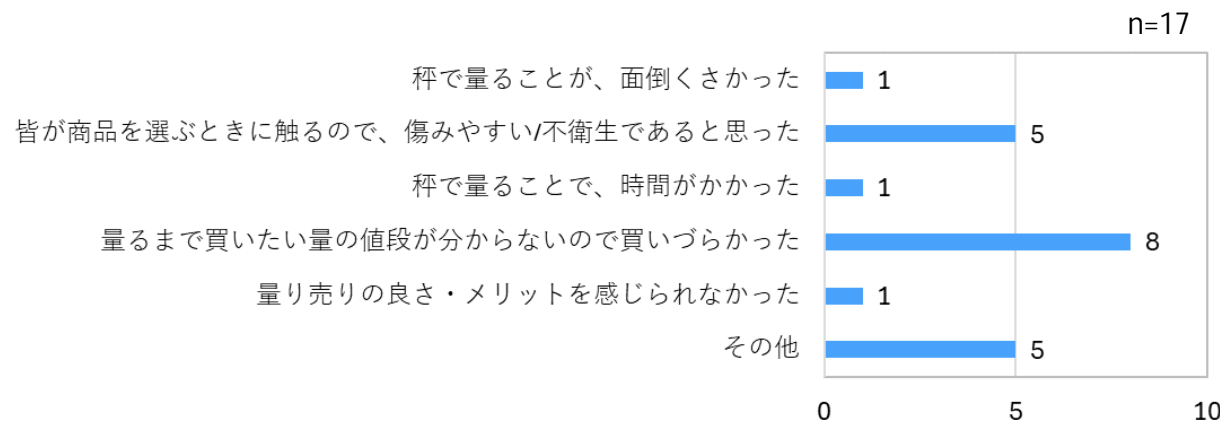 n=17
秤で量ることが、面倒くさかった 1
皆が商品を選ぶときに触るので、傷みやすい/不衛生であると思った 5
秤で量ることで、時間がかかった 1
量るまで買いたい量の値段が分からないので買いづらかった 8
量り売りの良さ・メリットを感じられなかった 1
その他 5
0 5 10